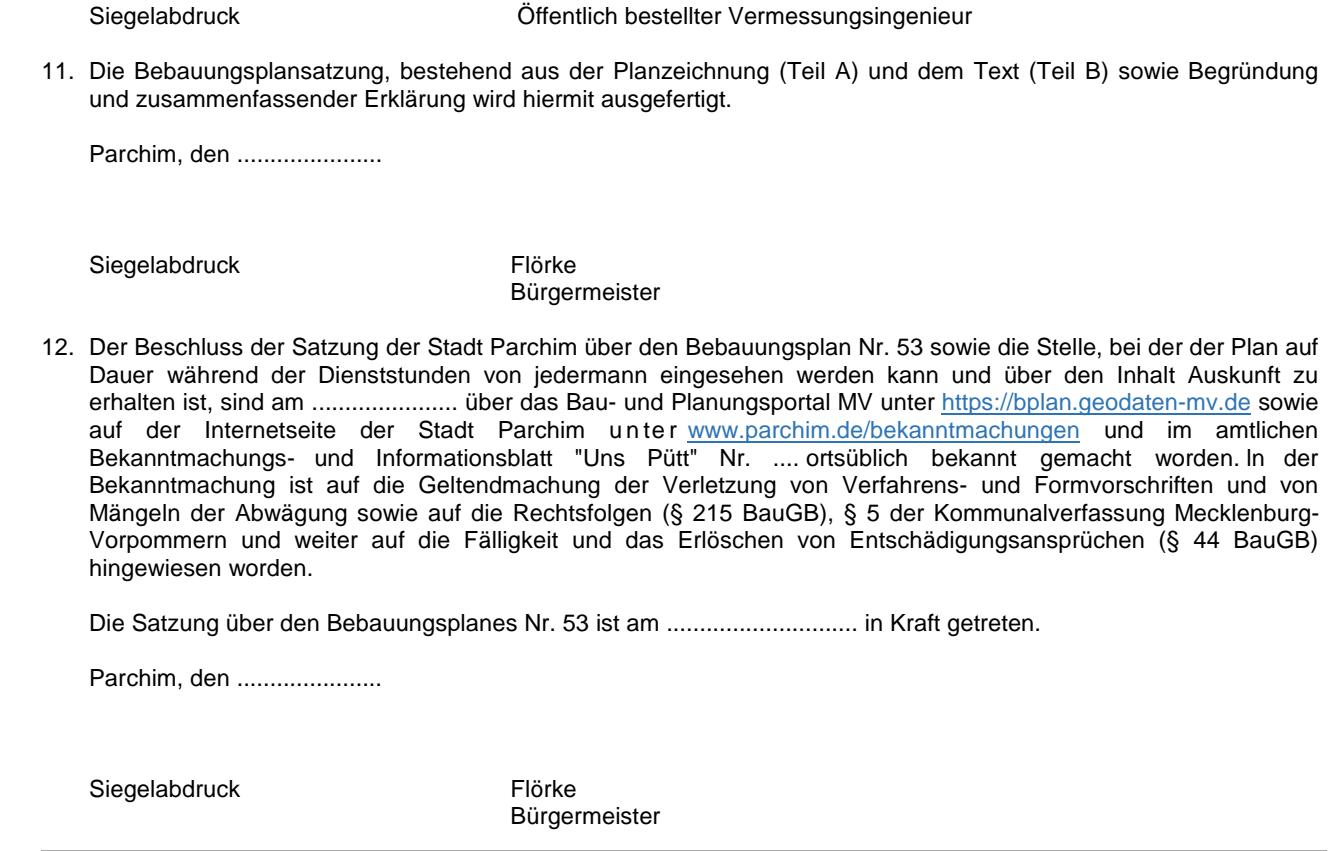 Siegelabdruck Öffentlich bestellter Vermessungsingenieur
11. Die Bebauungsplansatzung, bestehend aus der Planzeichnung (Teil A) und dem Text (Teil B) sowie Begründung
und zusammenfassender Erklärung wird hiermit ausgefertigt.
Parchim, den ......................
Siegelabdruck Flörke
Bürgermeister
12. Der Beschluss der Satzung der Stadt Parchim über den Bebauungsplan Nr. 53 sowie die Stelle, bei der der Plan auf
Dauer während der Dienststunden von jedermann eingesehen werden kann und über den Inhalt Auskunft zu
erhalten ist, sind am ...................... über das Bau- und Planungsportal MV unter https://bplan.geodaten-mv.de sowie
auf der Internetseite der Stadt Parchim unter www.parchim.de/bekanntmachungen und im amtlichen
Bekanntmachungs- und Informationsblatt "Uns Pütt" Nr. .... ortsüblich bekannt gemacht worden. In der
Bekanntmachung ist auf die Geltendmachung der Verletzung von Verfahrens- und Formvorschriften und von
Mängeln der Abwägung sowie auf die Rechtsfolgen (§ 215 BauGB), § 5 der Kommunalverfassung Mecklenburg-
Vorpommern und weiter auf die Fälligkeit und das Erlöschen von Entschädigungsansprüchen (§ 44 BauGB)
hingewiesen worden.
Die Satzung über den Bebauungsplanes Nr. 53 ist am ............................. in Kraft getreten.
Parchim, den ......................
Siegelabdruck Flörke
Bürgermeister